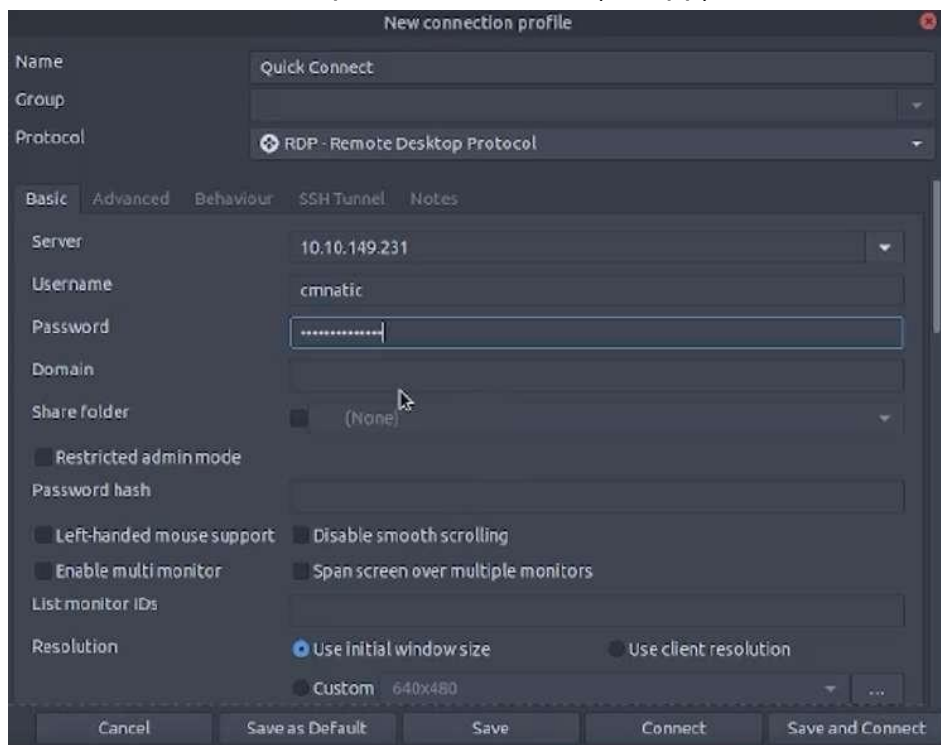 New connection profile
Name Quick Connect
Group
Protocol RDP - Remote Desktop Protocol
Basic Advanced Behaviour SSH Tunnel Notes
Server 10.10.149.231
Username cmnatic
Password ••••••••••••••
Domain
Share folder (None)
Restricted admin mode
Password hash
Left-handed mouse support Disable smooth scrolling
Enable multi monitor Span screen over multiple monitors
List monitor IDs
Resolution Use initial window size Use client resolution
Custom 640x480 ...
Cancel Save as Default Save Connect Save and Connect